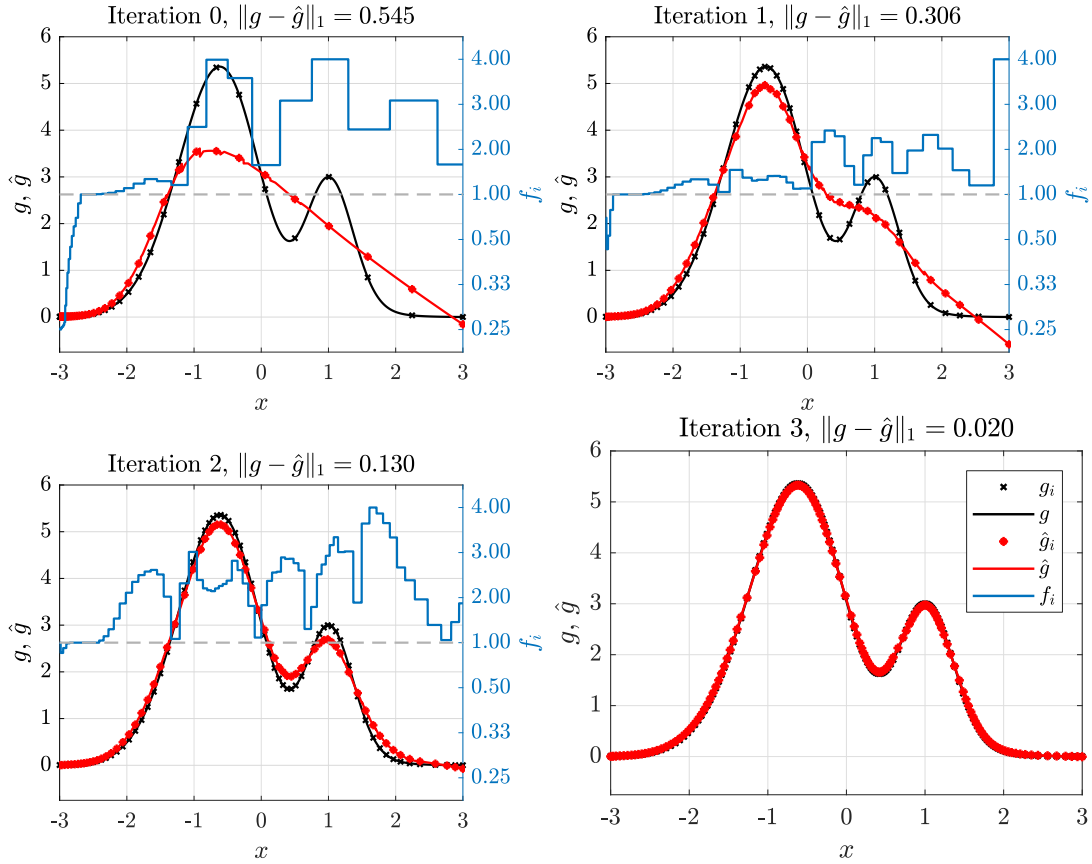 Iteration 0, ‖g − ĝ‖₁ = 0.545
6
5
4
3
2
1
0
g, ĝ
4.00
3.00
2.00
1.00
0.50
0.33
0.25
fᵢ
-3 -2 -1 0 1 2 3
x
Iteration 1, ‖g − ĝ‖₁ = 0.306
6
5
4
3
2
1
0
g, ĝ
4.00
3.00
2.00
1.00
0.50
0.33
0.25
fᵢ
-3 -2 -1 0 1 2 3
x
Iteration 2, ‖g − ĝ‖₁ = 0.130
6
5
4
3
2
1
0
g, ĝ
4.00
3.00
2.00
1.00
0.50
0.33
0.25
fᵢ
-3 -2 -1 0 1 2 3
x
Iteration 3, ‖g − ĝ‖₁ = 0.020
6
5
4
3
2
1
0
g, ĝ
gᵢ
g
ĝᵢ
ĝ
fᵢ
-3 -2 -1 0 1 2 3
x